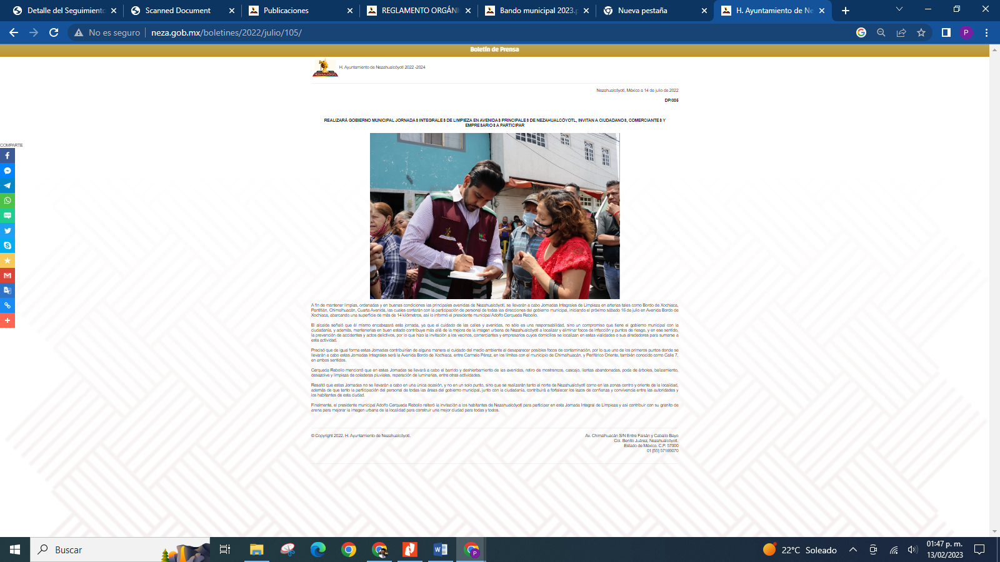 Detalle del Seguimiento
Scanned Document
Publicaciones
REGLAMENTO ORGÁNI
Bando municipal 2023.p
Nueva pestaña
H. Ayuntamiento de Ne
No es seguro
neza.gob.mx/boletines/2022/julio/105/
P
Boletín de Prensa
NEZAHUALCÓYOTL
H. Ayuntamiento de Nezahualcóyotl 2022 -2024
Nezahualcóyotl, México a 14 de julio de 2022
DP/085
REALIZARÁ GOBIERNO MUNICIPAL JORNADAS INTEGRALES DE LIMPIEZA EN AVENIDAS PRINCIPALES DE NEZAHUALCÓYOTL, INVITAN A CIUDADANOS, COMERCIANTES Y
EMPRESARIOS A PARTICIPAR
COMPARTE
A fin de mantener limpias, ordenadas y en buenas condiciones las principales avenidas de Nezahualcóyotl, se llevarán a cabo Jornadas Integrales de Limpieza en arterias tales como Bordo de Xochiaca,
Pantitlán, Chimalhuacán, Cuarta Avenida, las cuales contarán con la participación de personal de todas las direcciones del gobierno municipal, iniciando el próximo sábado 16 de julio en Avenida Bordo de
Xochiaca, abarcando una superficie de más de 14 kilómetros, así lo informó el presidente municipal Adolfo Cerqueda Rebollo.
El alcalde señaló que él mismo encabezará esta jornada, ya que el cuidado de las calles y avenidas, no sólo es una responsabilidad, sino un compromiso que tiene el gobierno municipal con la
ciudadanía, y además, mantenerlas en buen estado contribuye más allá de la mejora de la imagen urbana de Nezahualcóyotl a localizar y eliminar focos de infección y puntos de riesgo, y en ese sentido,
la prevención de accidentes y actos delictivos, por lo que hizo la invitación a los vecinos, comerciantes y empresarios cuyos domicilios se localizan en estas vialidades o sus alrededores para sumarse a
esta actividad.
Precisó que de igual forma estas Jornadas contribuirían de alguna manera al cuidado del medio ambiente al desaparecer posibles focos de contaminación, por lo que uno de los primeros puntos donde se
llevarán a cabo estas Jornadas Integrales será la Avenida Bordo de Xochiaca, entre Carmelo Pérez, en los límites con el municipio de Chimalhuacán, y Periférico Oriente, también conocido como Calle 7,
en ambos sentidos.
Cerqueda Rebollo mencionó que en estas Jornadas se llevará a cabo el barrido y deshierbamiento de las avenidas, retiro de mostrencos, cascajo, llantas abandonadas, poda de árboles, balizamiento,
desazolve y limpieza de coladeras pluviales, reparación de luminarias, entre otras actividades.
Resaltó que estas Jornadas no se llevarán a cabo en una única ocasión, y no en un solo punto, sino que se realizarán tanto al norte de Nezahualcóyotl como en las zonas centro y oriente de la localidad,
además de que tanto la participación del personal de todas las áreas del gobierno municipal, junto con la ciudadanía, contribuirá a fortalecer los lazos de confianza y convivencia entre las autoridades y
los habitantes de esta ciudad.
Finalmente, el presidente municipal Adolfo Cerqueda Rebollo reiteró la invitación a los habitantes de Nezahualcóyotl para participar en esta Jornada Integral de Limpieza y así contribuir con su granito de
arena para mejorar la imagen urbana de la localidad para construir una mejor ciudad para todas y todos.
© Copyright 2022. H. Ayuntamiento de Nezahualcóyotl.
Av. Chimalhuacán S/N Entre Faisán y Caballo Bayo
Col. Benito Juárez, Nezahualcóyotl.
Estado de México. C.P. 57000
01 [55] 57169070
Buscar
P
22°C Soleado
01:47 p. m.
13/02/2023